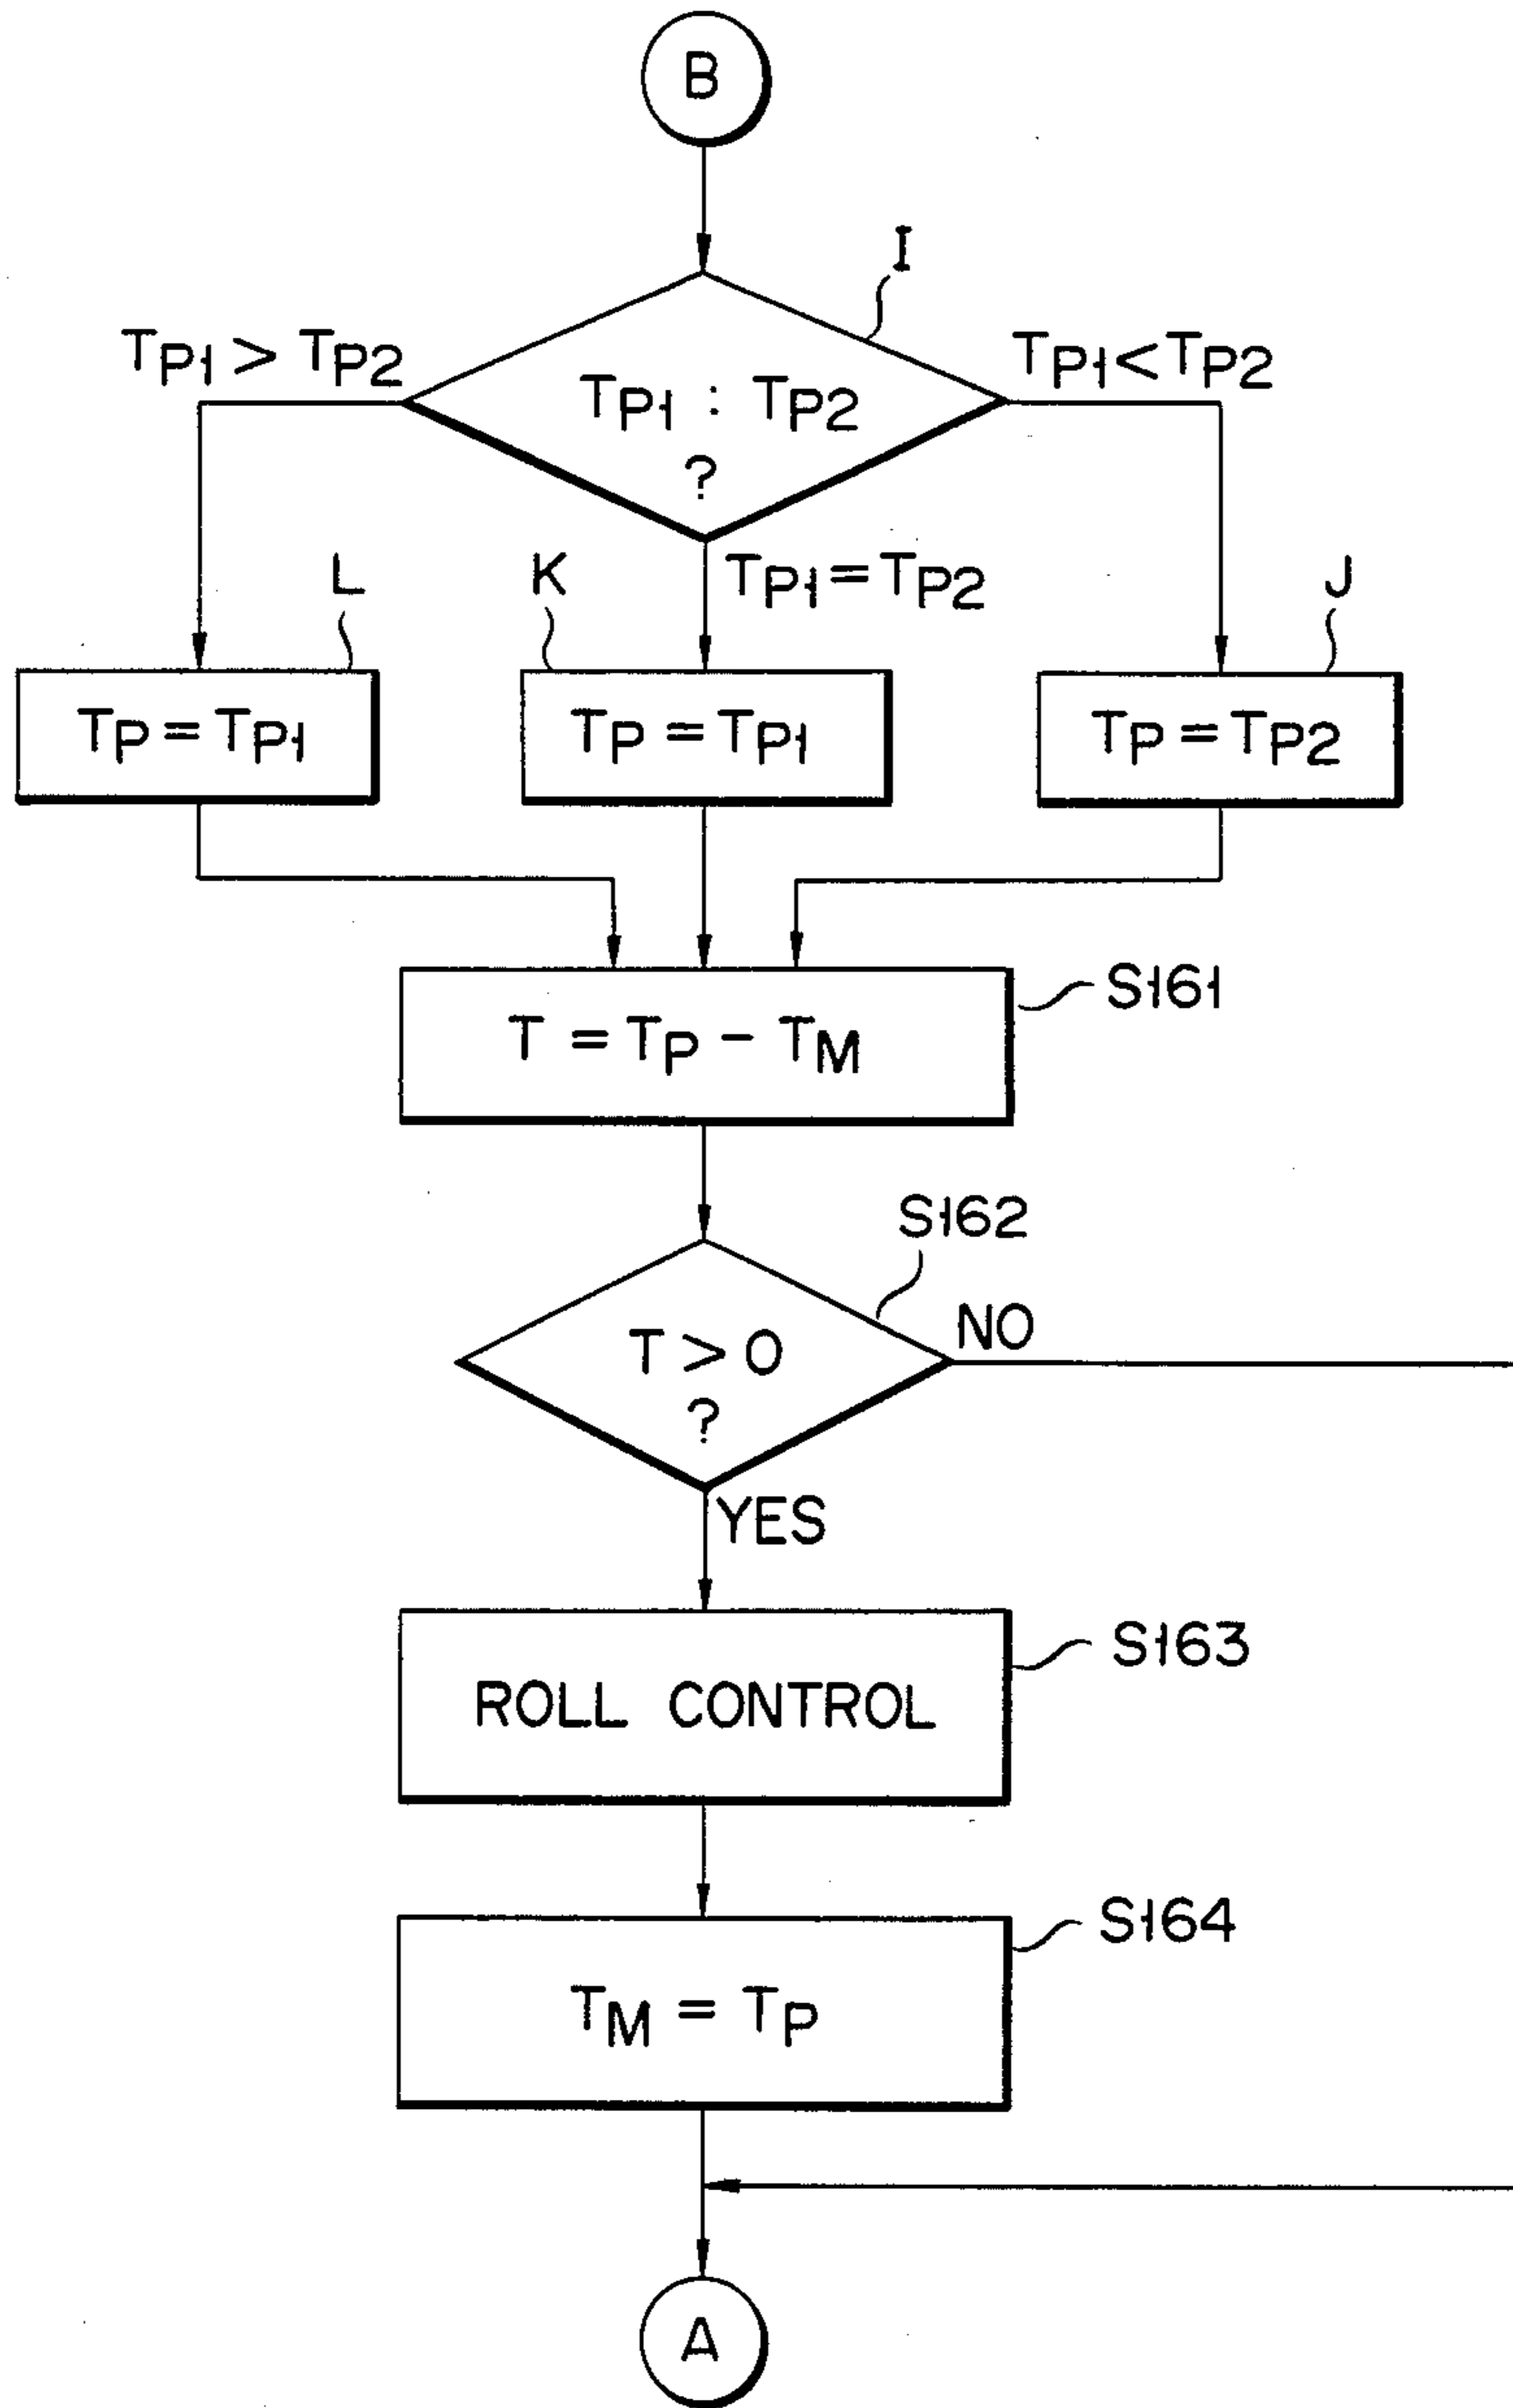 B
I
TP1 > TP2
TP1 < TP2
TP1 : TP2
?
L
K
TP1 = TP2
J
TP = TP1
TP = TP1
TP = TP2
S161
T = TP - TM
S162
NO
T > 0
?
YES
S163
ROLL CONTROL
S164
TM = TP
A